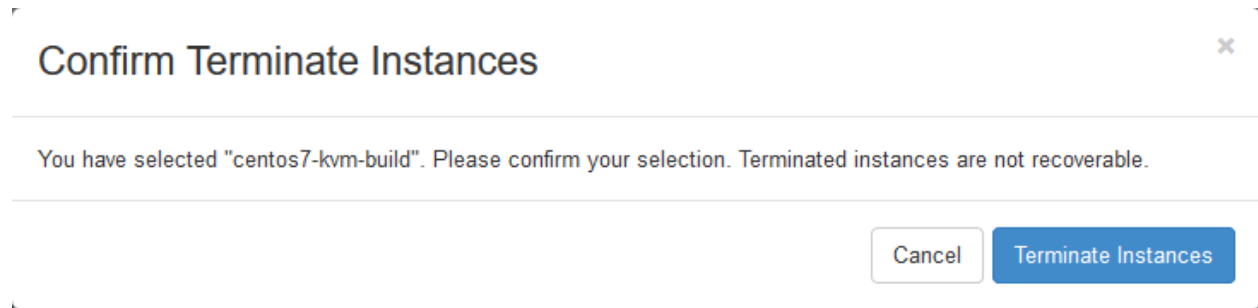 Confirm Terminate Instances
×
You have selected "centos7-kvm-build". Please confirm your selection. Terminated instances are not recoverable.
Cancel
Terminate Instances